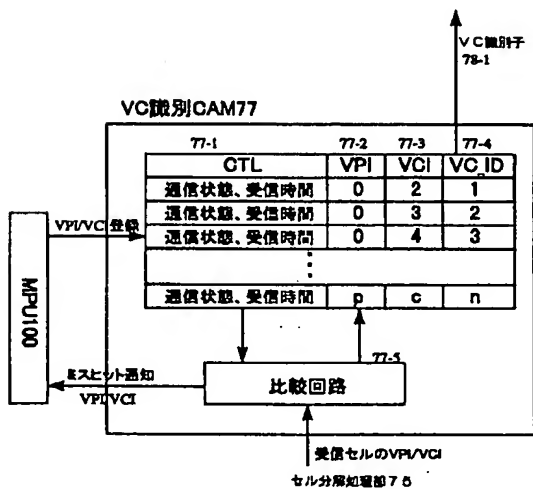 VC識別子
78-1
VC識別CAM77
77-1 77-2 77-3 77-4
CTL VPI VCI VC_ID
通信状態、受信時間 0 2 1
通信状態、受信時間 0 3 2
通信状態、受信時間 0 4 3
⋮
通信状態、受信時間 p c n
VPI/VCI登録
MPU100
ミスヒット通知
VPI/VCI
77-5
比較回路
受信セルのVPI/VCI
セル分解処理部75